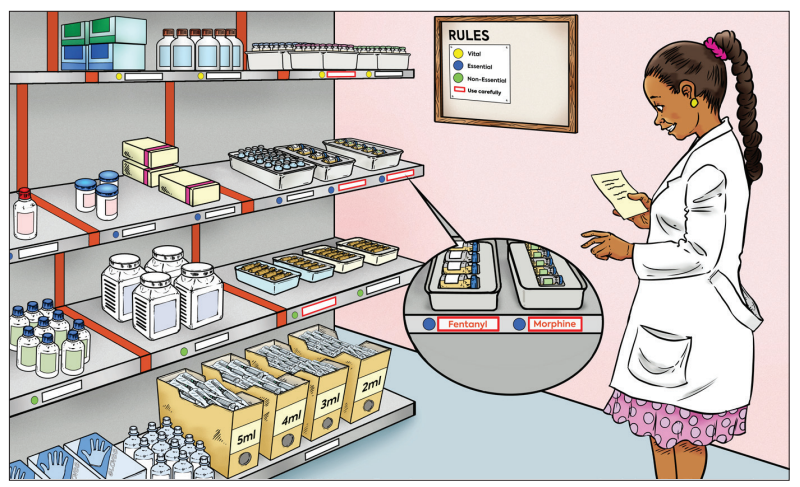 RULES
Vital
Essential
Non-Essential
Use carefully
Fentanyl
Morphine
5ml
4ml
3ml
2ml